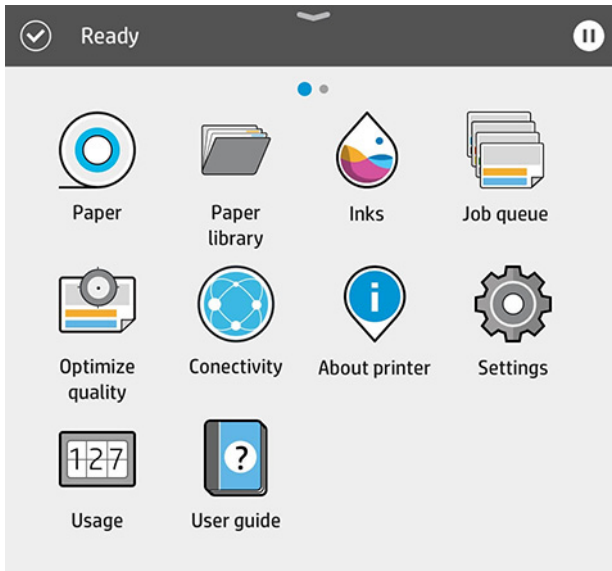 Ready
Paper
Paper
library
Inks
Job queue
Optimize
quality
Conectivity
i
About printer
Settings
127
Usage
?
User guide